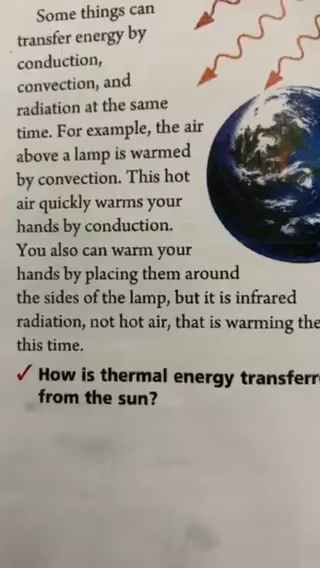 Some things can
transfer energy by
conduction,
convection, and
radiation at the same
time. For example, the air
above a lamp is warmed
by convection. This hot
air quickly warms your
hands by conduction.
You also can warm your
hands by placing them around
the sides of the lamp, but it is infrared
radiation, not hot air, that is warming the
this time.
✓ How is thermal energy transferr
from the sun?